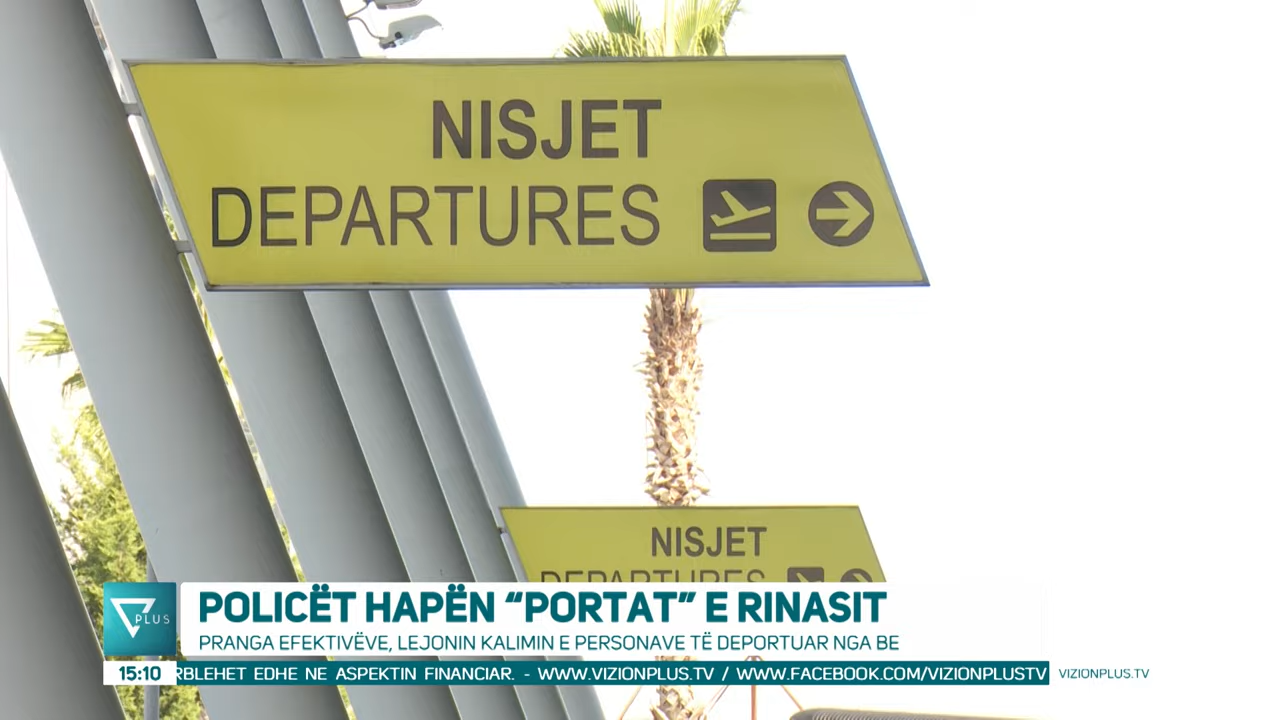 NISJET
DEPARTURES
NISJET
DEPARTURES
PLUS
POLICËT HAPËN “PORTAT” E RINASIT
PRANGA EFEKTIVËVE, LEJONIN KALIMIN E PERSONAVE TË DEPORTUAR NGA BE
15:10 RBLEHET EDHE NE ASPEKTIN FINANCIAR. - WWW.VIZIONPLUS.TV / WWW.FACEBOOK.COM/VIZIONPLUSTV VIZIONPLUS.TV